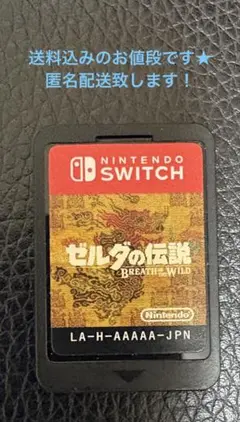 送料込みのお値段です★
匿名配送致します！
NINTENDO
SWITCH
ゼルダの伝説
BREATH OF THE WILD
Nintendo
LA-H-AAAAA-JPN